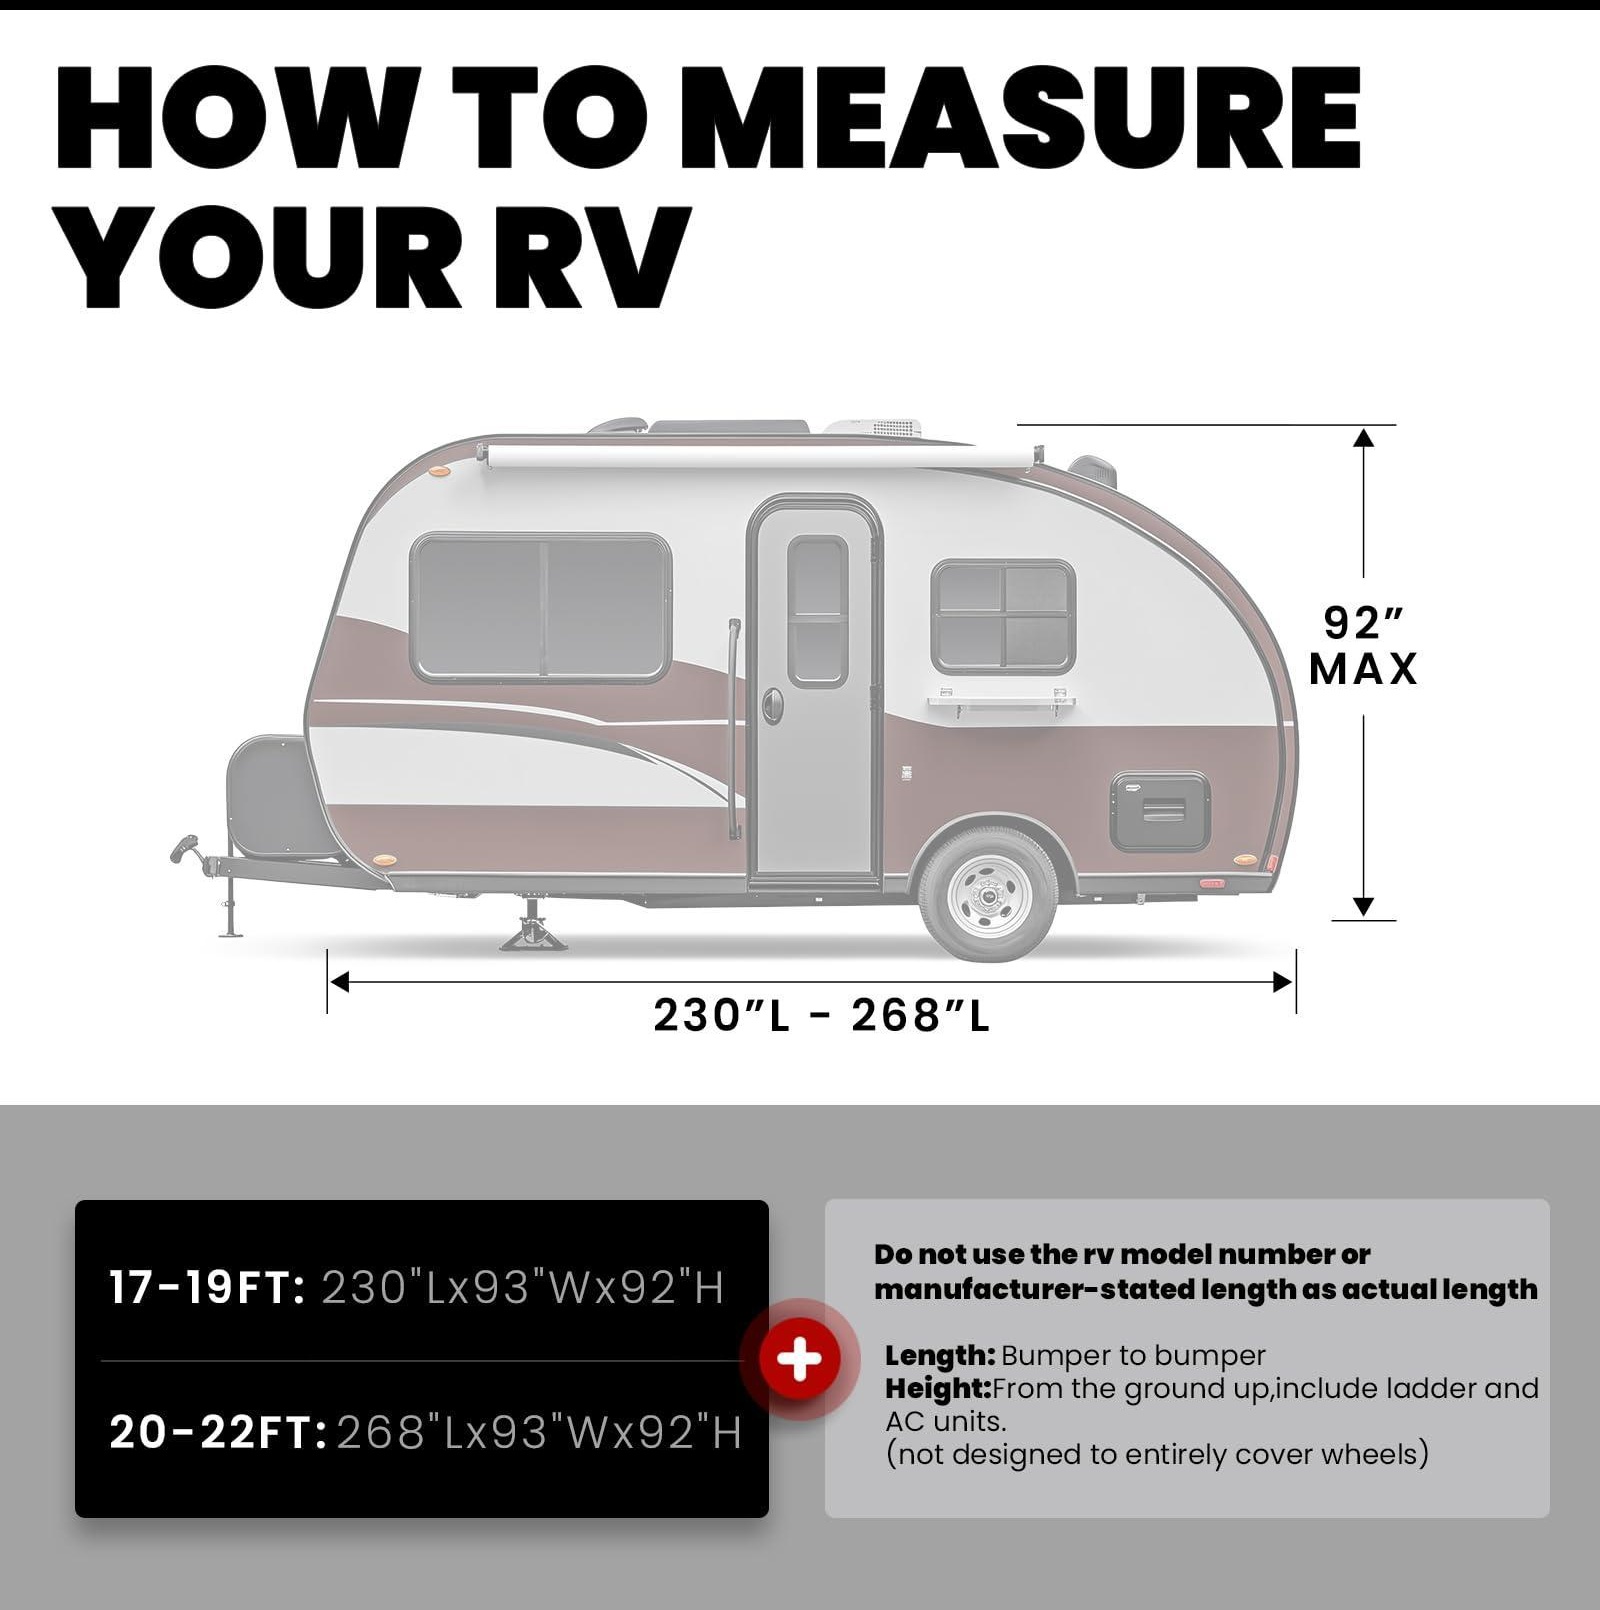 HOW TO MEASURE
YOUR RV
92”
MAX
230”L - 268”L
17-19FT: 230"Lx93"Wx92"H
20-22FT: 268"Lx93"Wx92"H
Do not use the rv model number or
manufacturer-stated length as actual length
Length: Bumper to bumper
Height:From the ground up,include ladder and
AC units.
(not designed to entirely cover wheels)